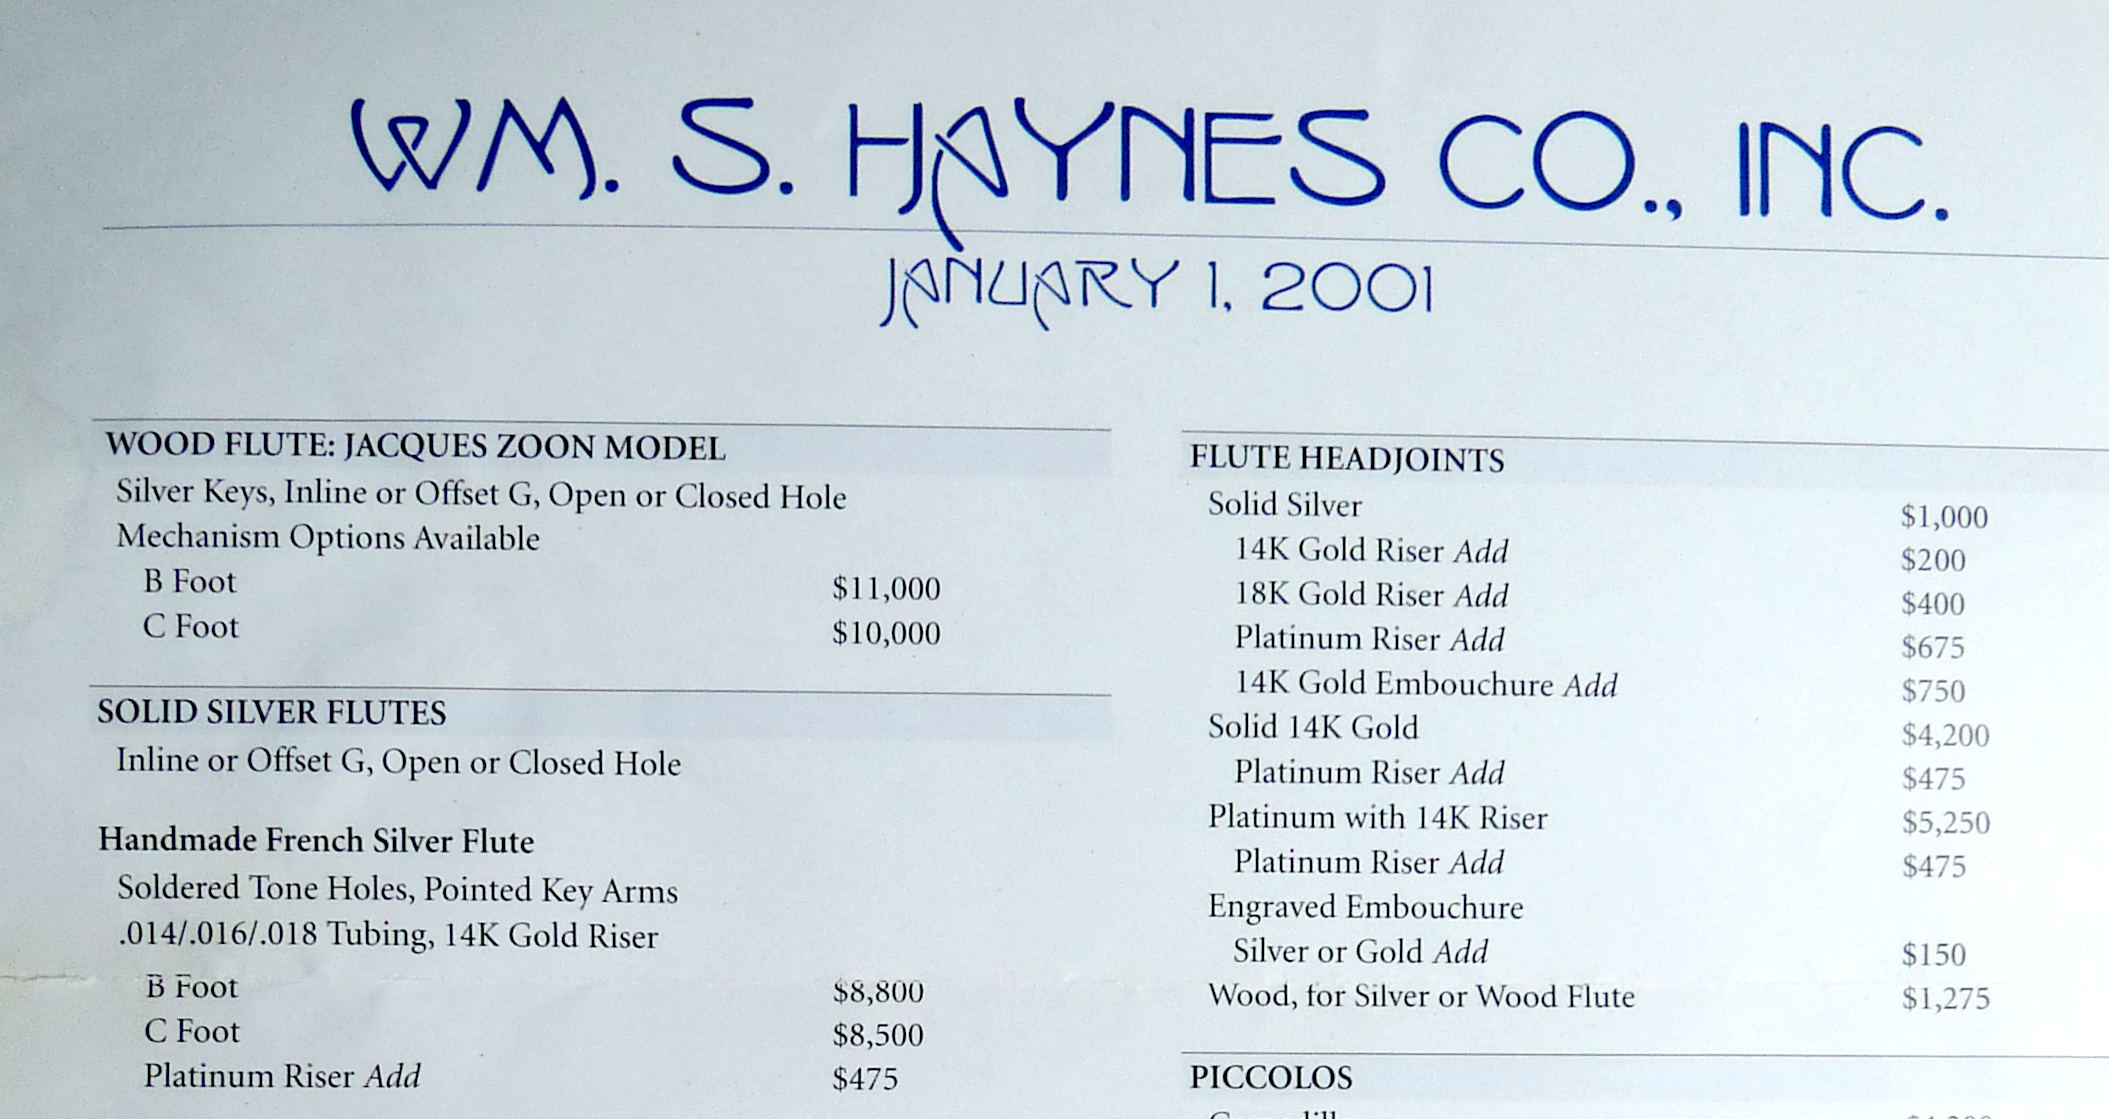 WM. S. HAYNES CO., INC.
JANUARY 1, 2001
WOOD FLUTE: JACQUES ZOON MODEL
Silver Keys, Inline or Offset G, Open or Closed Hole
Mechanism Options Available
B Foot $11,000
C Foot $10,000
SOLID SILVER FLUTES
Inline or Offset G, Open or Closed Hole
Handmade French Silver Flute
Soldered Tone Holes, Pointed Key Arms
.014/.016/.018 Tubing, 14K Gold Riser
B Foot $8,800
C Foot $8,500
Platinum Riser Add $475
FLUTE HEADJOINTS
Solid Silver $1,000
14K Gold Riser Add $200
18K Gold Riser Add $400
Platinum Riser Add $675
14K Gold Embouchure Add $750
Solid 14K Gold $4,200
Platinum Riser Add $475
Platinum with 14K Riser $5,250
Platinum Riser Add $475
Engraved Embouchure
Silver or Gold Add $150
Wood, for Silver or Wood Flute $1,275
PICCOLOS